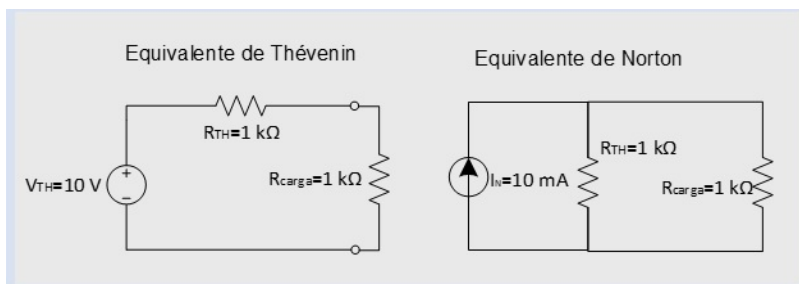 Equivalente de Thévenin
Equivalente de Norton
RTH=1 kΩ
VTH=10 V
Rcarga=1 kΩ
IN=10 mA
RTH=1 kΩ
Rcarga=1 kΩ